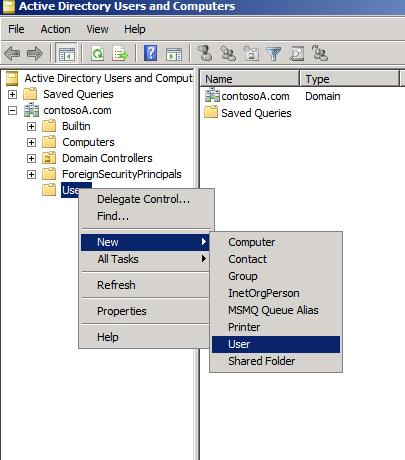 Active Directory Users and Computers
File Action View Help
Active Directory Users and Comput
Saved Queries
contosoA.com
Builtin
Computers
Domain Controllers
ForeignSecurityPrincipals
Name Type
contosoA.com Domain
Saved Queries
Delegate Control...
Find...
New
All Tasks
Refresh
Properties
Help
Computer
Contact
Group
InetOrgPerson
MSMQ Queue Alias
Printer
User
Shared Folder